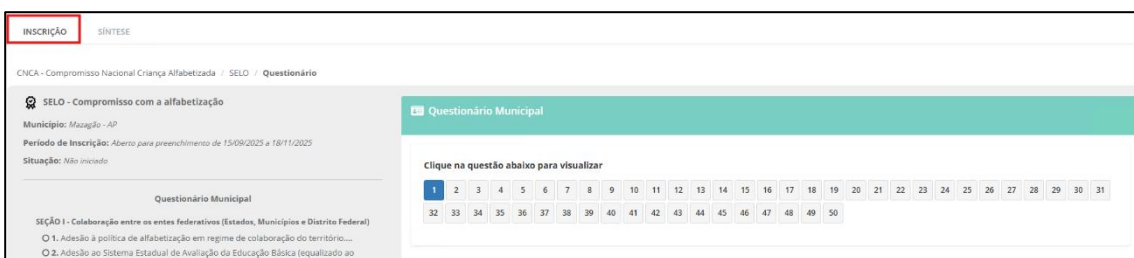 INSCRIÇÃO SÍNTESE
CNCA - Compromisso Nacional Criança Alfabetizada / SELO / Questionário
SELO - Compromisso com a alfabetização
Município: Mazagão - AP
Período de Inscrição: Aberto para preenchimento de 15/09/2025 a 18/11/2025
Situação: Não iniciado
Questionário Municipal
SEÇÃO I - Colaboração entre os entes federativos (Estados, Municípios e Distrito Federal)
1. Adesão à política de alfabetização em regime de colaboração do território....
2. Adesão ao Sistema Estadual de Avaliação da Educação Básica (equalizado ao
Questionário Municipal
Clique na questão abaixo para visualizar
1 2 3 4 5 6 7 8 9 10 11 12 13 14 15 16 17 18 19 20 21 22 23 24 25 26 27 28 29 30 31
32 33 34 35 36 37 38 39 40 41 42 43 44 45 46 47 48 49 50